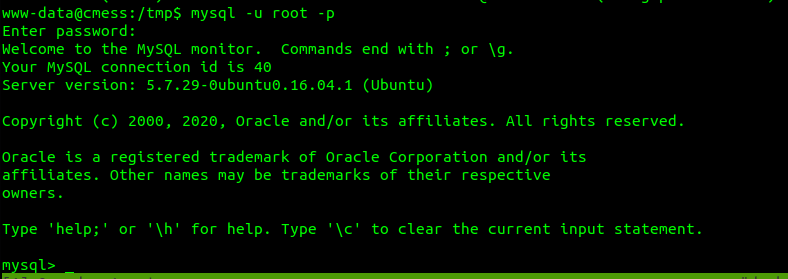 www-data@cmess:/tmp$ mysql -u root -p
Enter password:
Welcome to the MySQL monitor.  Commands end with ; or \g.
Your MySQL connection id is 40
Server version: 5.7.29-0ubuntu0.16.04.1 (Ubuntu)
Copyright (c) 2000, 2020, Oracle and/or its affiliates. All rights reserved.
Oracle is a registered trademark of Oracle Corporation and/or its
affiliates. Other names may be trademarks of their respective
owners.
Type 'help;' or '\h' for help. Type '\c' to clear the current input statement.
mysql>